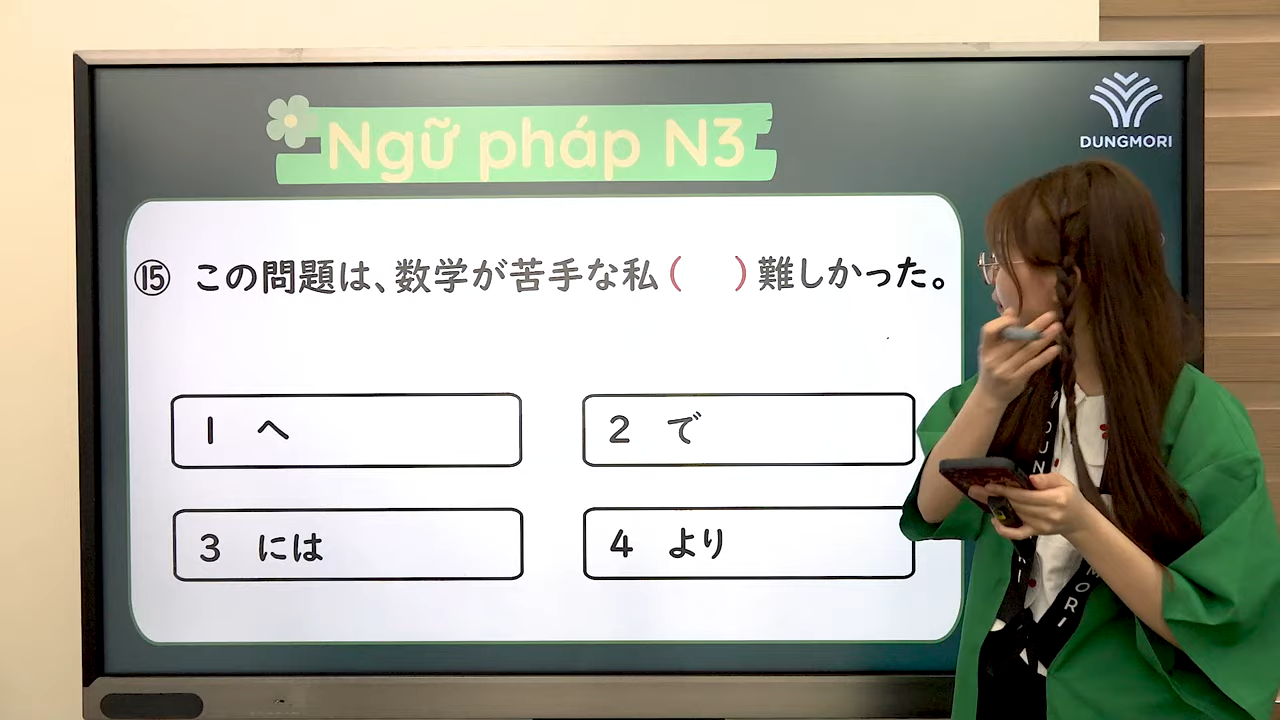 Ngữ pháp N3
DUNGMORI
⑮ この問題は、数学が苦手な私( )難しかった。
1 へ
2 で
3 には
4 より